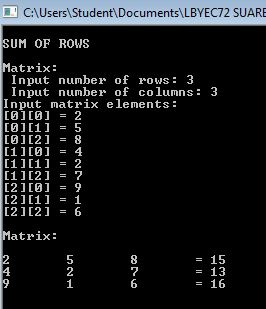 C:\Users\Student\Documents\LBYEC72 SUARE
SUM OF ROWS
Matrix:
Input number of rows: 3
Input number of columns: 3
Input matrix elements:
[0][0] = 2
[0][1] = 5
[0][2] = 8
[1][0] = 4
[1][1] = 2
[1][2] = 7
[2][0] = 9
[2][1] = 1
[2][2] = 6
Matrix:
2 5 8 = 15
4 2 7 = 13
9 1 6 = 16